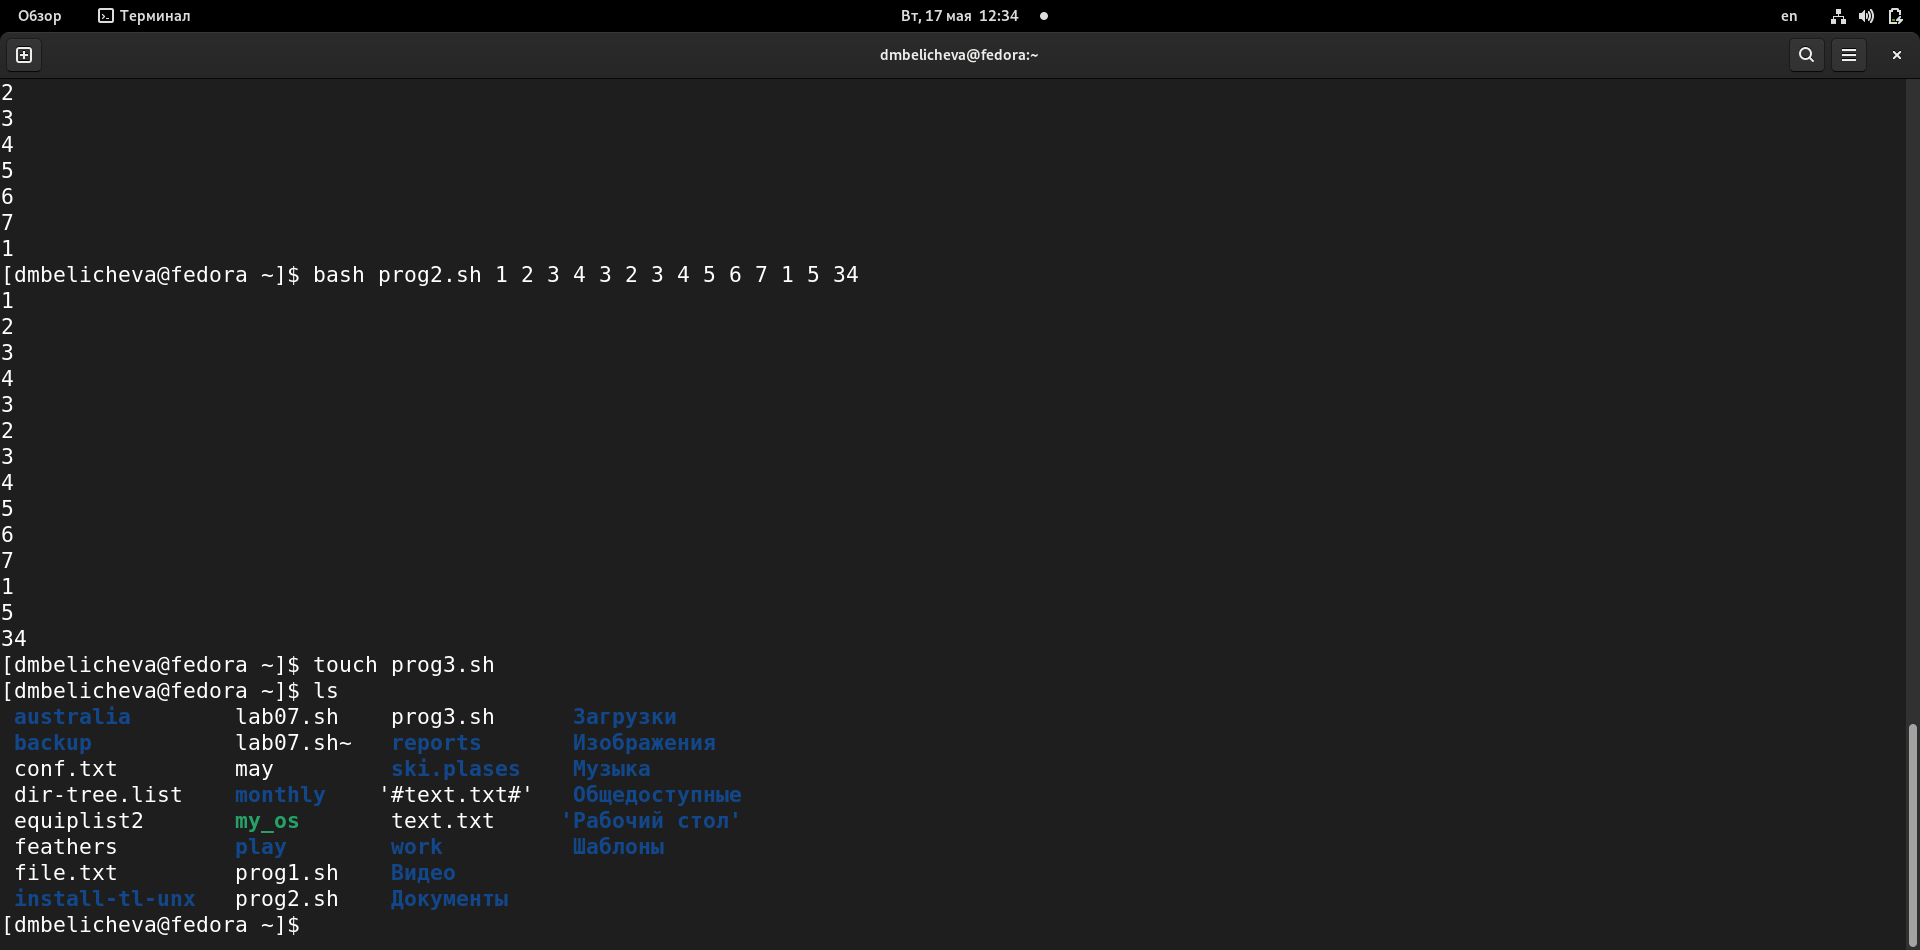 Обзор Терминал Вт, 17 мая 12:34 en
dmbelicheva@fedora:~
2
3
4
5
6
7
1
[dmbelicheva@fedora ~]$ bash prog2.sh 1 2 3 4 3 2 3 4 5 6 7 1 5 34
1
2
3
4
3
2
3
4
5
6
7
1
5
34
[dmbelicheva@fedora ~]$ touch prog3.sh
[dmbelicheva@fedora ~]$ ls
australia lab07.sh prog3.sh Загрузки
backup lab07.sh~ reports Изображения
conf.txt may ski.plases Музыка
dir-tree.list monthly '#text.txt#' Общедоступные
equiplist2 my_os text.txt 'Рабочий стол'
feathers play work Шаблоны
file.txt prog1.sh Видео
install-tl-unx prog2.sh Документы
[dmbelicheva@fedora ~]$